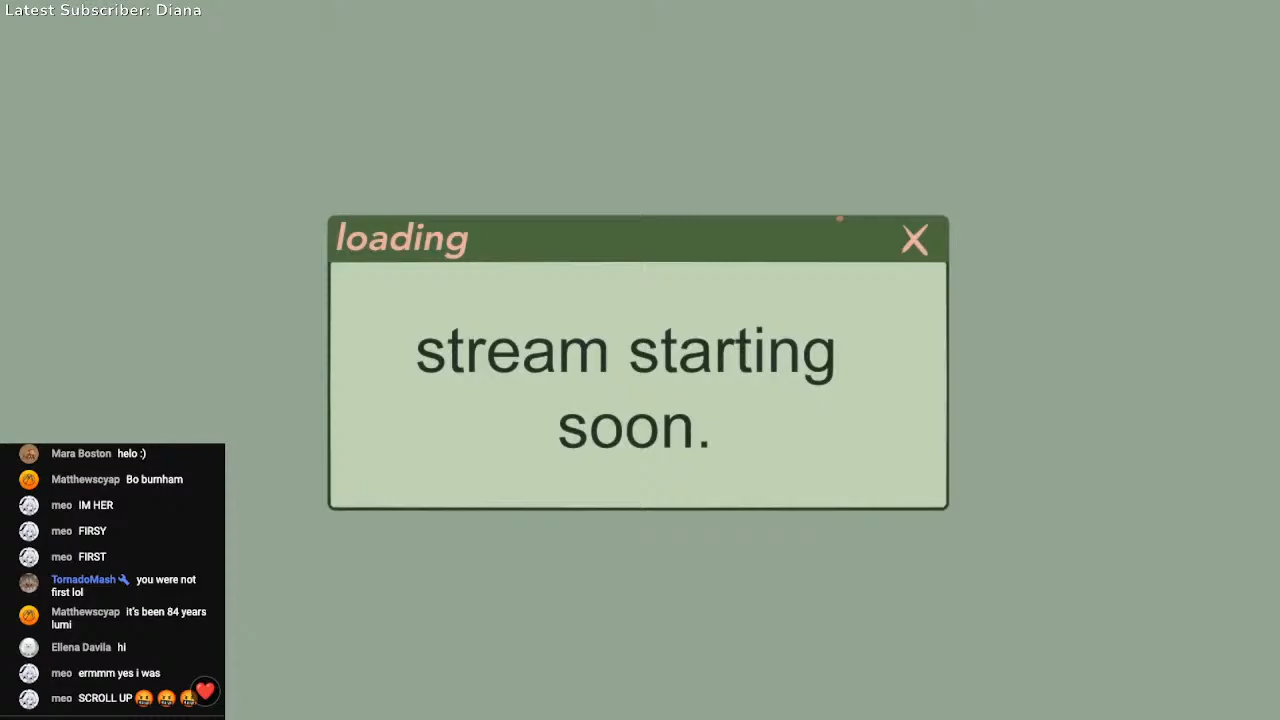 Latest Subscriber: Diana
loading
X
stream starting
soon.
Mara Boston helo :)
Matthewscyap Bo burnham
meo IM HER
meo FIRSY
meo FIRST
TornadoMash you were not
first lol
Matthewscyap it's been 84 years
lumi
Ellena Davila hi
meo ermmm yes i was
meo SCROLL UP 🤬 🤬 🤬